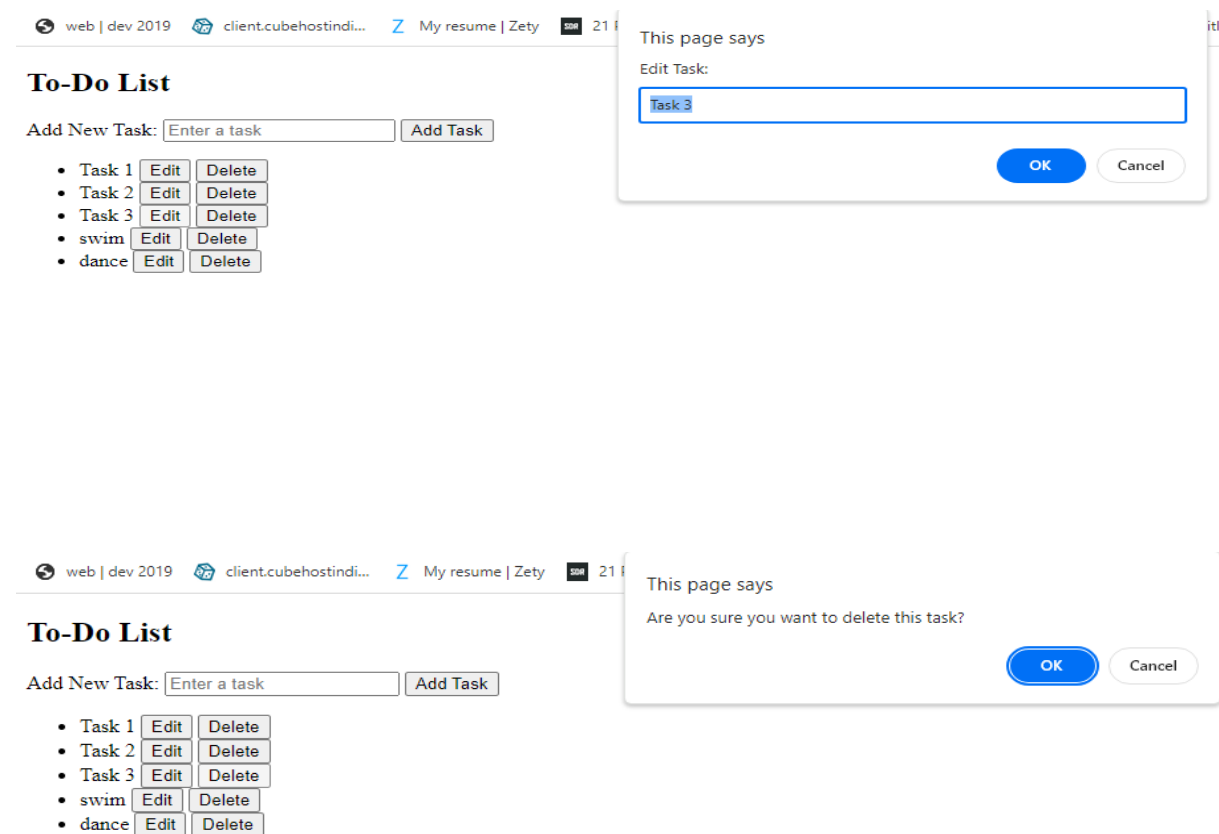 web | dev 2019 client.cubehostindi... Z My resume | Zety SDR 21
This page says
Edit Task:
Task 3
OK Cancel
To-Do List
Add New Task: Enter a task Add Task
• Task 1 Edit Delete
• Task 2 Edit Delete
• Task 3 Edit Delete
• swim Edit Delete
• dance Edit Delete
web | dev 2019 client.cubehostindi... Z My resume | Zety SDR 21
This page says
Are you sure you want to delete this task?
OK Cancel
To-Do List
Add New Task: Enter a task Add Task
• Task 1 Edit Delete
• Task 2 Edit Delete
• Task 3 Edit Delete
• swim Edit Delete
• dance Edit Delete